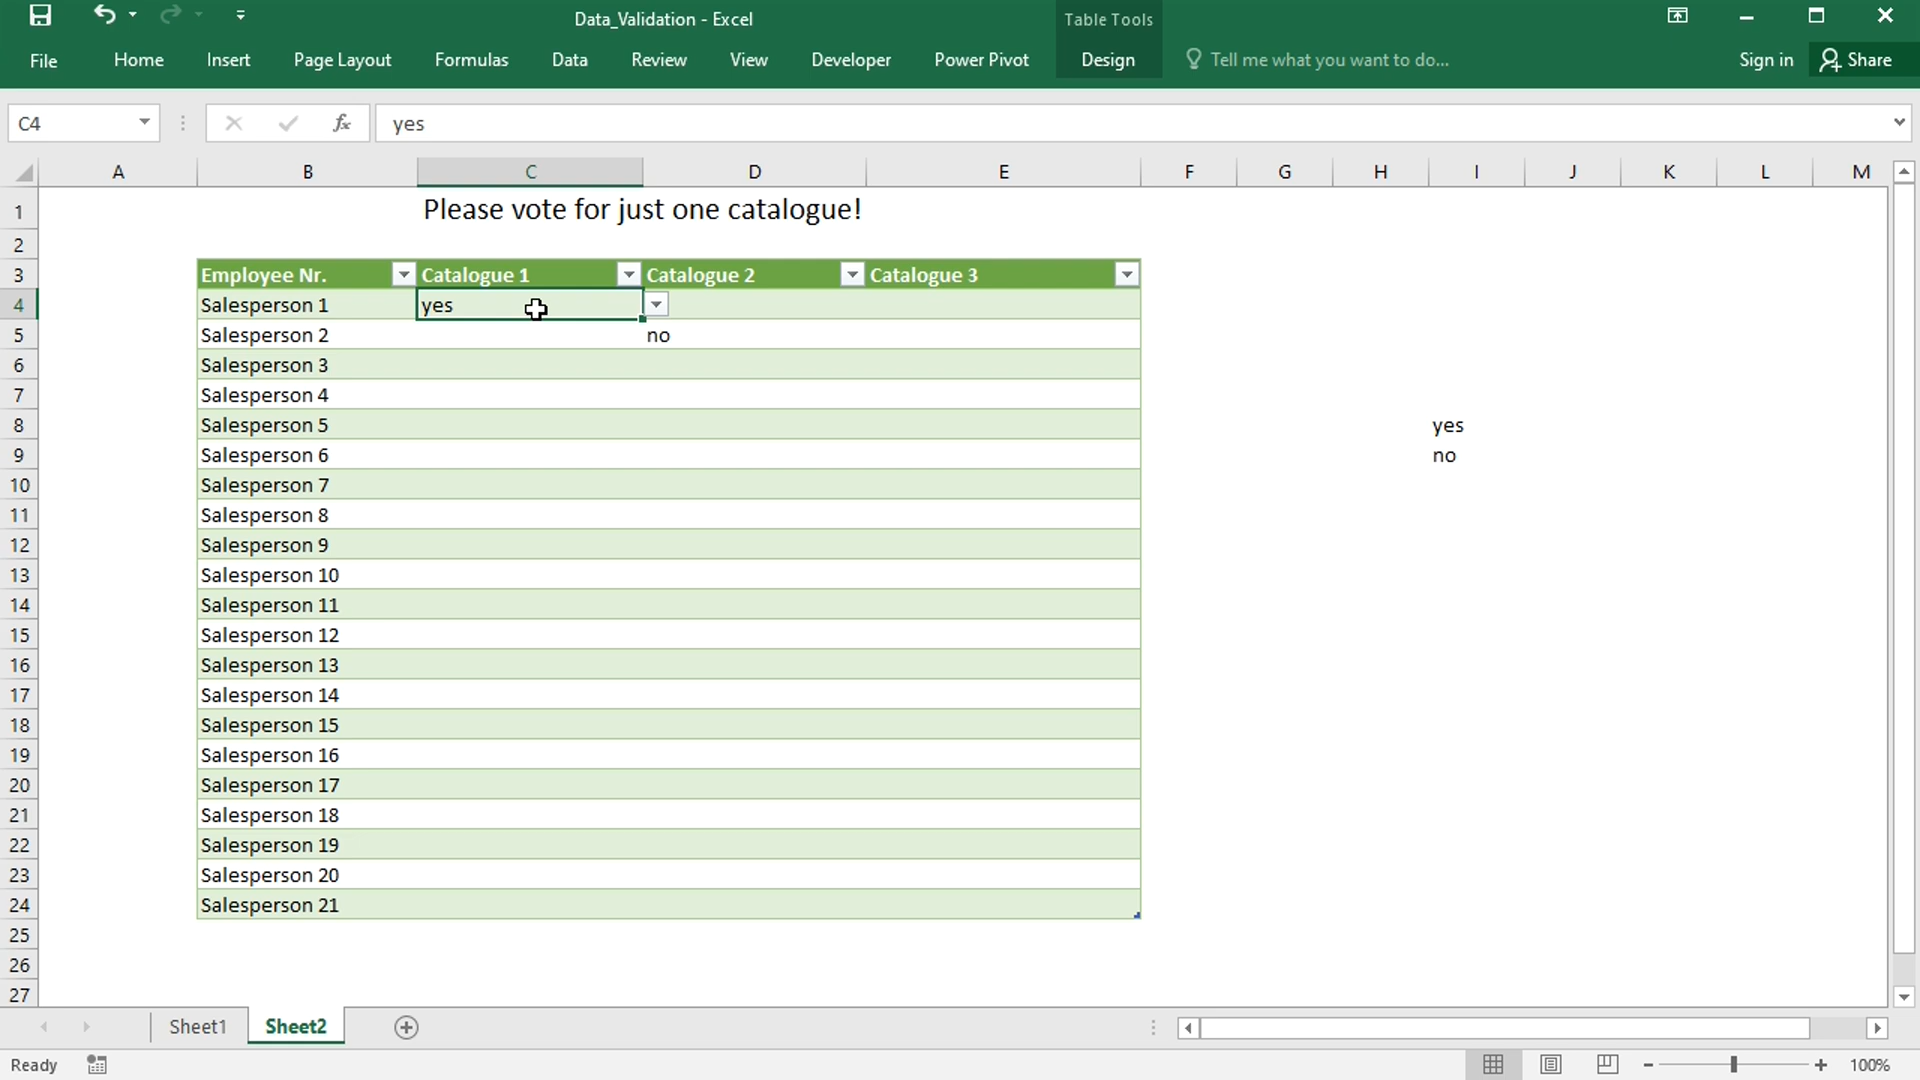 Data_Validation - Excel
Table Tools
File Home Insert Page Layout Formulas Data Review View Developer Power Pivot Design Tell me what you want to do... Sign in Share
C4 fx yes
A B C D E F G H I J K L M
1 Please vote for just one catalogue!
2
3 Employee Nr. Catalogue 1 Catalogue 2 Catalogue 3
4 Salesperson 1 yes
5 Salesperson 2 no
6 Salesperson 3
7 Salesperson 4
8 Salesperson 5 yes
9 Salesperson 6 no
10 Salesperson 7
11 Salesperson 8
12 Salesperson 9
13 Salesperson 10
14 Salesperson 11
15 Salesperson 12
16 Salesperson 13
17 Salesperson 14
18 Salesperson 15
19 Salesperson 16
20 Salesperson 17
21 Salesperson 18
22 Salesperson 19
23 Salesperson 20
24 Salesperson 21
25
26
27
Sheet1 Sheet2
Ready 100%